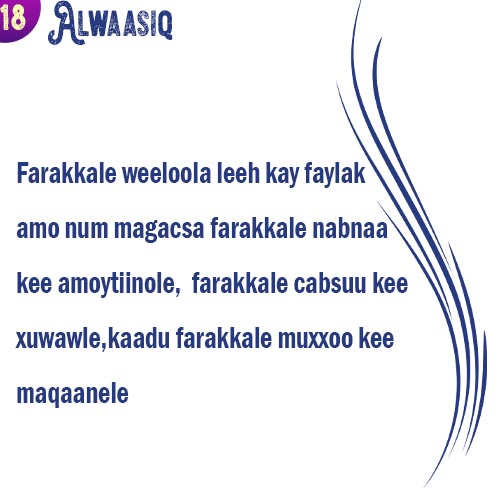 18 ALWAASIQ
Farakkale weeloola leeh kay faylak
amo num magacsa farakkale nabnaa
kee amoytiinole, farakkale cabsuu kee
xuwawle,kaadu farakkale muxxoo kee
maqaanele